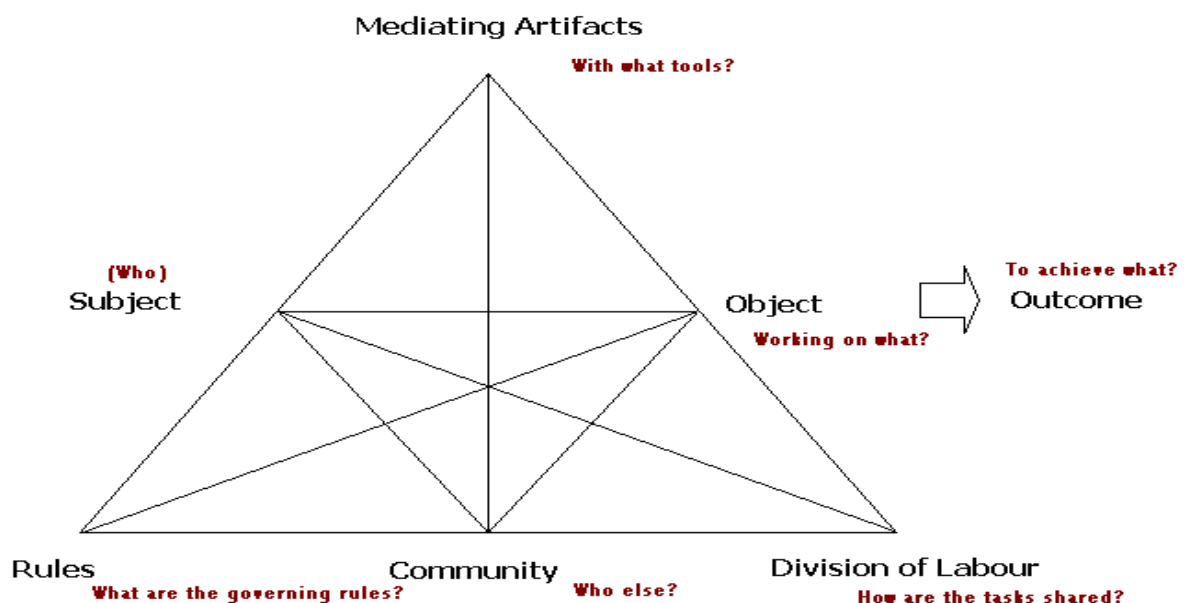 Mediating Artifacts
With what tools?
(Who)
Subject
Object
Working on what?
To achieve what?
Outcome
Rules
What are the governing rules?
Community
Who else?
Division of Labour
How are the tasks shared?